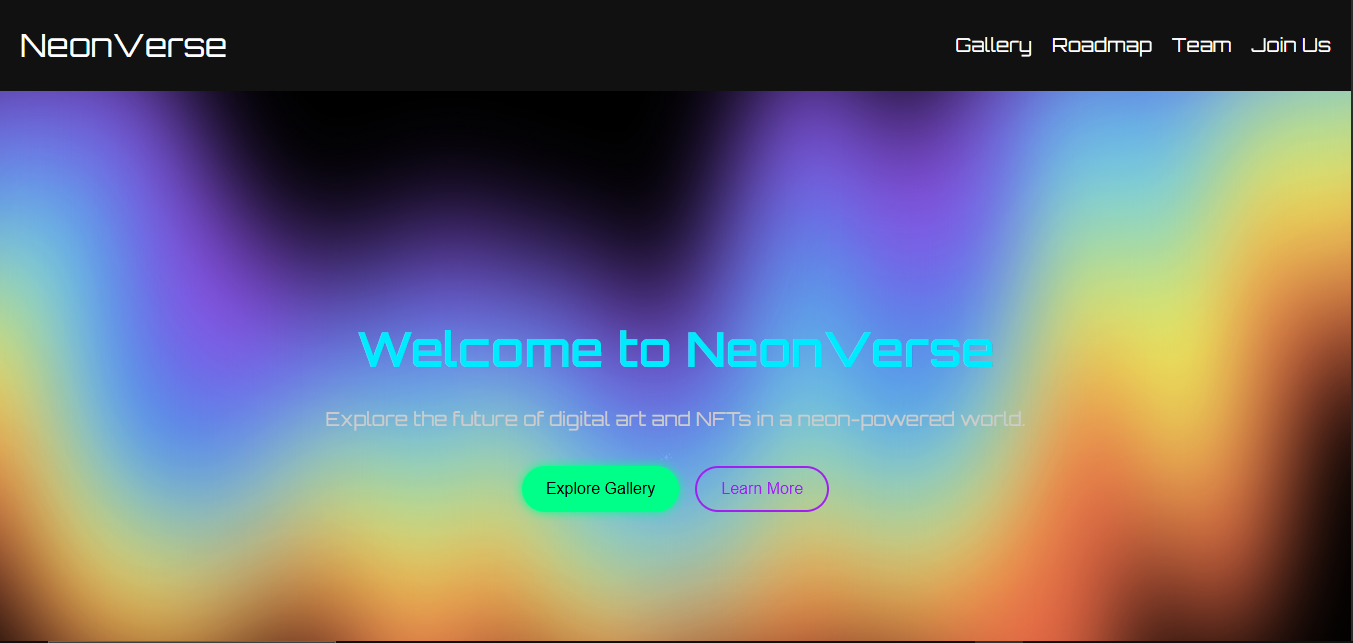 NeonVerse
Gallery Roadmap Team Join Us
Welcome to NeonVerse
Explore the future of digital art and NFTs in a neon-powered world.
Explore Gallery
Learn More